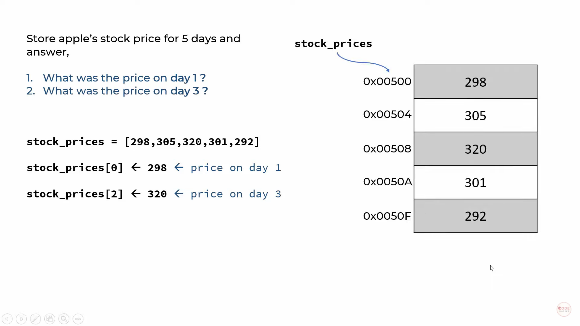 Store apple's stock price for 5 days and
answer,
1. What was the price on day 1 ?
2. What was the price on day 3 ?
stock_prices = [298,305,320,301,292]
stock_prices[0] ← 298 ← price on day 1
stock_prices[2] ← 320 ← price on day 3
stock_prices
0x00500 298
0x00504 305
0x00508 320
0x0050A 301
0x0050F 292